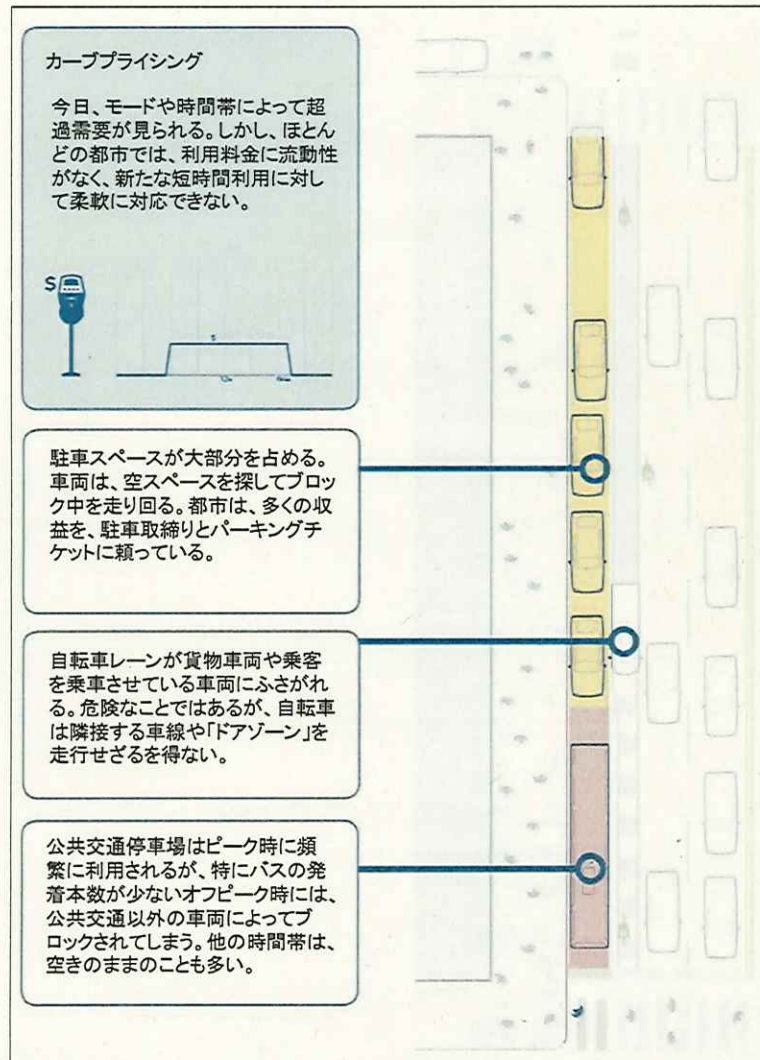 カーブプライシング
今日、モードや時間帯によって超
過需要が見られる。しかし、ほとん
どの都市では、利用料金に流動性
がなく、新たな短時間利用に対し
て柔軟に対応できない。
S
駐車スペースが大部分を占める。
車両は、空スペースを探してブロッ
ク中を走り回る。都市は、多くの収
益を、駐車取締りとパーキングチ
ケットに頼っている。
自転車レーンが貨物車両や乗客
を乗車させている車両にふさがれ
る。危険なことではあるが、自転車
は隣接する車線や「ドアゾーン」を
走行せざるを得ない。
公共交通停車場はピーク時に頻
繁に利用されるが、特にバスの発
着本数が少ないオフピーク時には、
公共交通以外の車両によってブ
ロックされてしまう。他の時間帯は、
空きのままのことも多い。